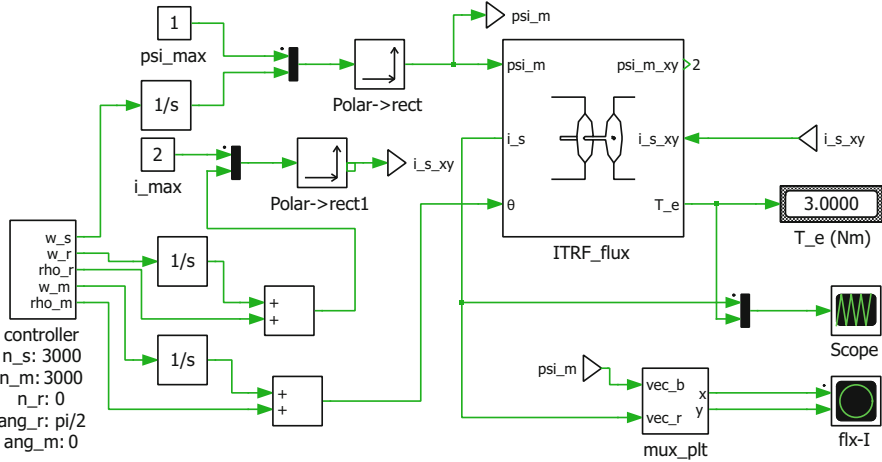 1
psi_max
psi_m
Polar->rect
psi_m
psi_m_xy
2
1/s
2
i_max
i_s_xy
Polar->rect1
i_s
i_s_xy
i_s_xy
θ
T_e
3.0000
T_e (Nm)
ITRF_flux
w_s
w_r
rho_r
w_m
rho_m
1/s
+
+
controller
n_s: 3000
n_m: 3000
n_r: 0
ang_r: pi/2
ang_m: 0
1/s
+
+
Scope
psi_m
vec_b
vec_r
x
y
mux_plt
flx-I